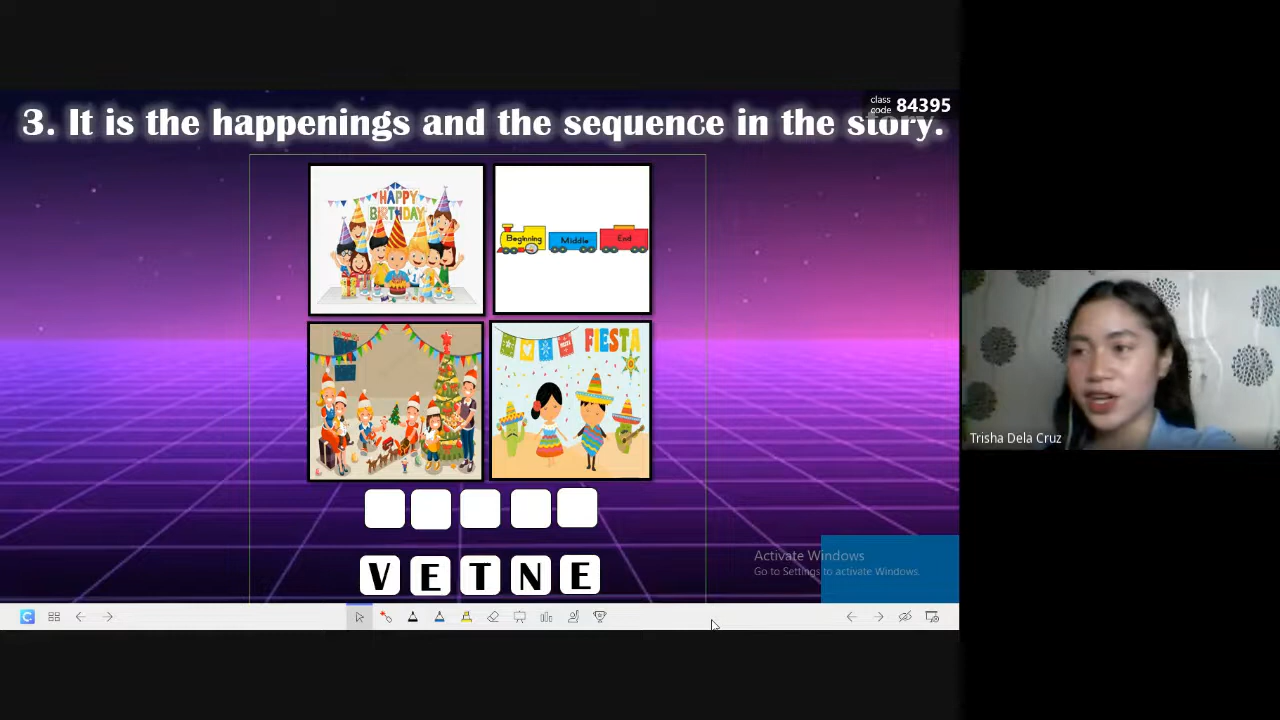 3. It is the happenings and the sequence in the story.
class code 84395
HAPPY
BIRTHDAY
Beginning Middle End
FIESTA
V E T N E
Activate Windows
Go to Settings to activate Windows.
Trisha Dela Cruz